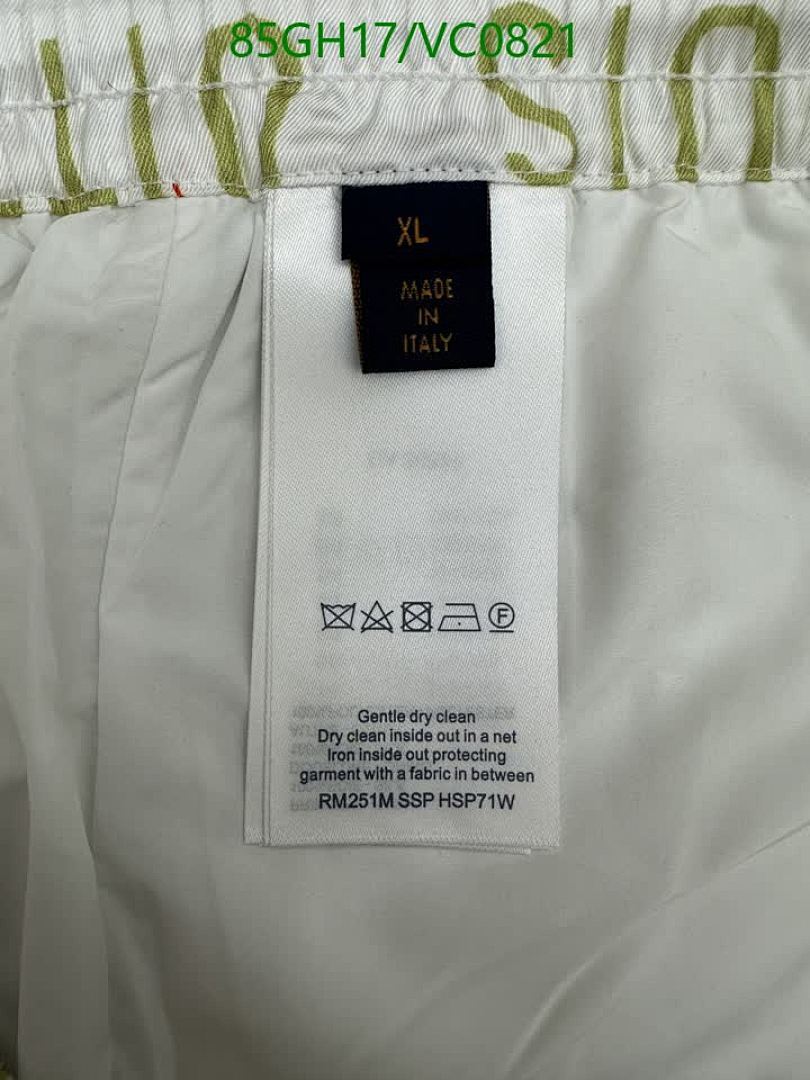 85GH17/VC0821
XL
MADE
IN
ITALY
Gentle dry clean
Dry clean inside out in a net
Iron inside out protecting
garment with a fabric in between
RM251M SSP HSP71W